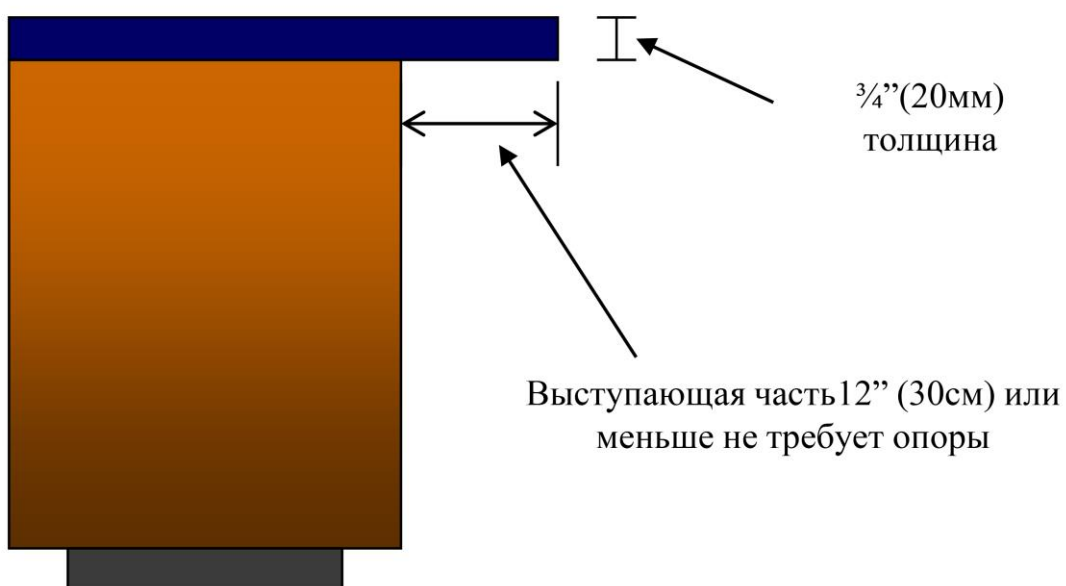 ¾”(20мм)
толщина
Выступающая часть12” (30см) или
меньше не требует опоры